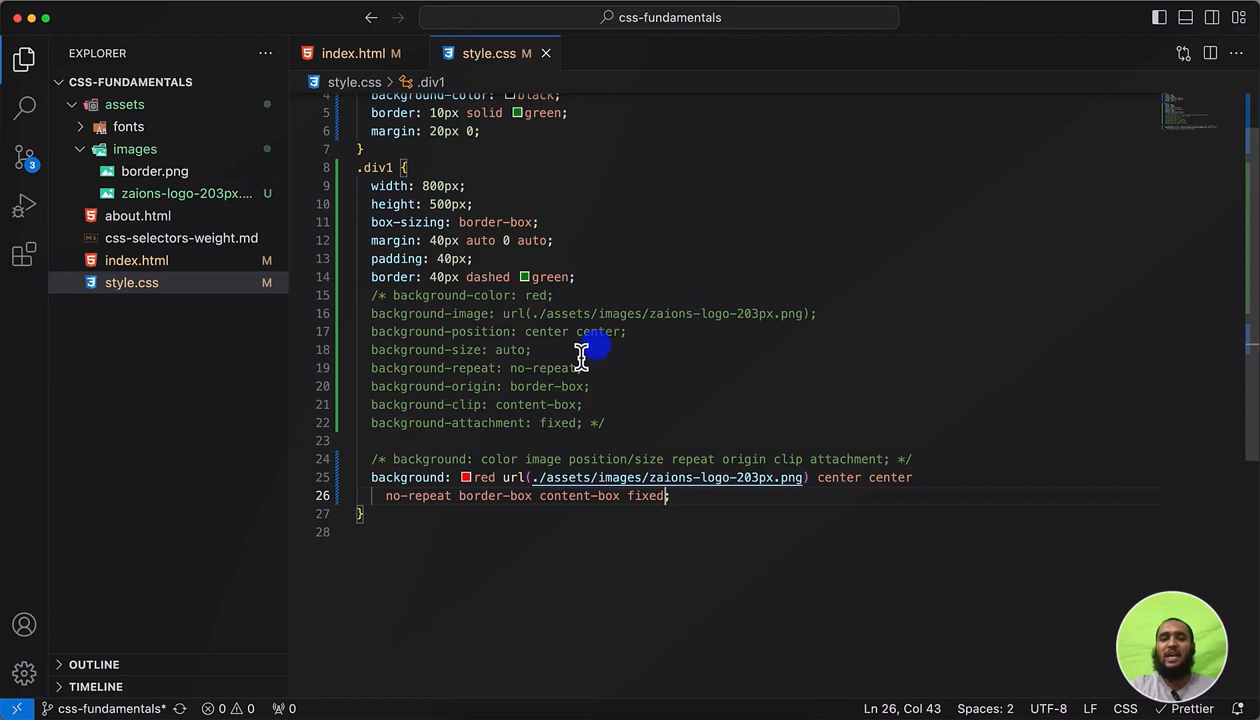 css-fundamentals
EXPLORER
index.html M
style.css M
CSS-FUNDAMENTALS
style.css > .div1
assets
fonts
images
border.png
zaions-logo-203px.... U
about.html
css-selectors-weight.md
index.html M
style.css M
4 background-color: black;
5 border: 10px solid green;
6 margin: 20px 0;
7 }
8 .div1 {
9 width: 800px;
10 height: 500px;
11 box-sizing: border-box;
12 margin: 40px auto 0 auto;
13 padding: 40px;
14 border: 40px dashed green;
15 /* background-color: red;
16 background-image: url(./assets/images/zaions-logo-203px.png);
17 background-position: center center;
18 background-size: auto;
19 background-repeat: no-repeat;
20 background-origin: border-box;
21 background-clip: content-box;
22 background-attachment: fixed; */
23
24 /* background: color image position/size repeat origin clip attachment; */
25 background: red url(./assets/images/zaions-logo-203px.png) center center
26 no-repeat border-box content-box fixed;
27 }
28
3
OUTLINE
TIMELINE
css-fundamentals* 0 0 0 Ln 26, Col 43 Spaces: 2 UTF-8 LF CSS Prettier